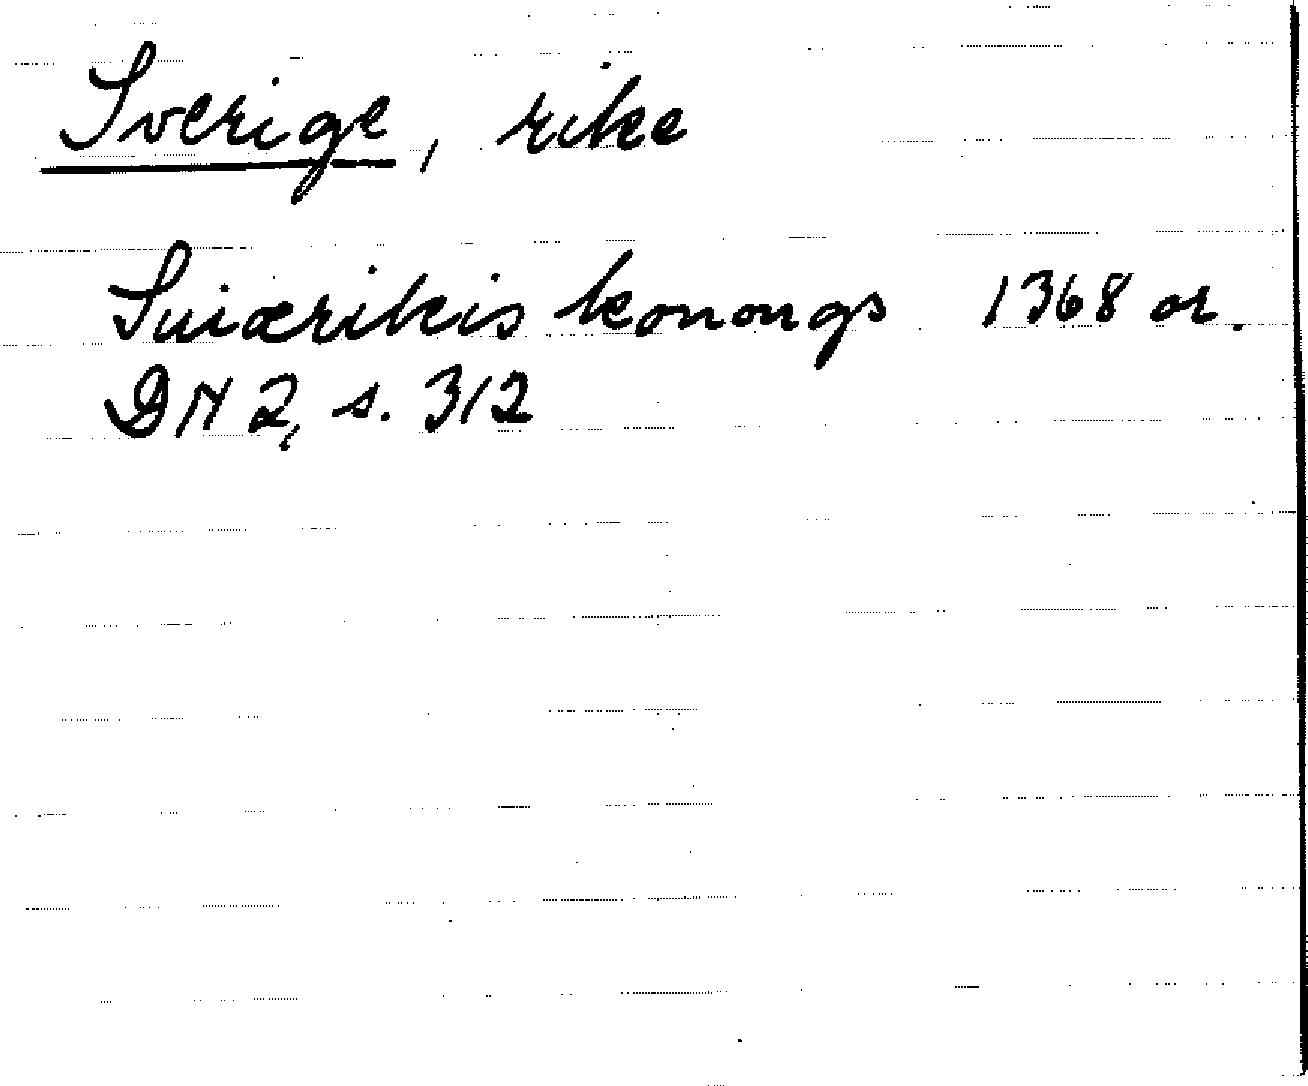 Sverige, rike
Suiærikis konongs 1368 or.
DN 2, s. 312